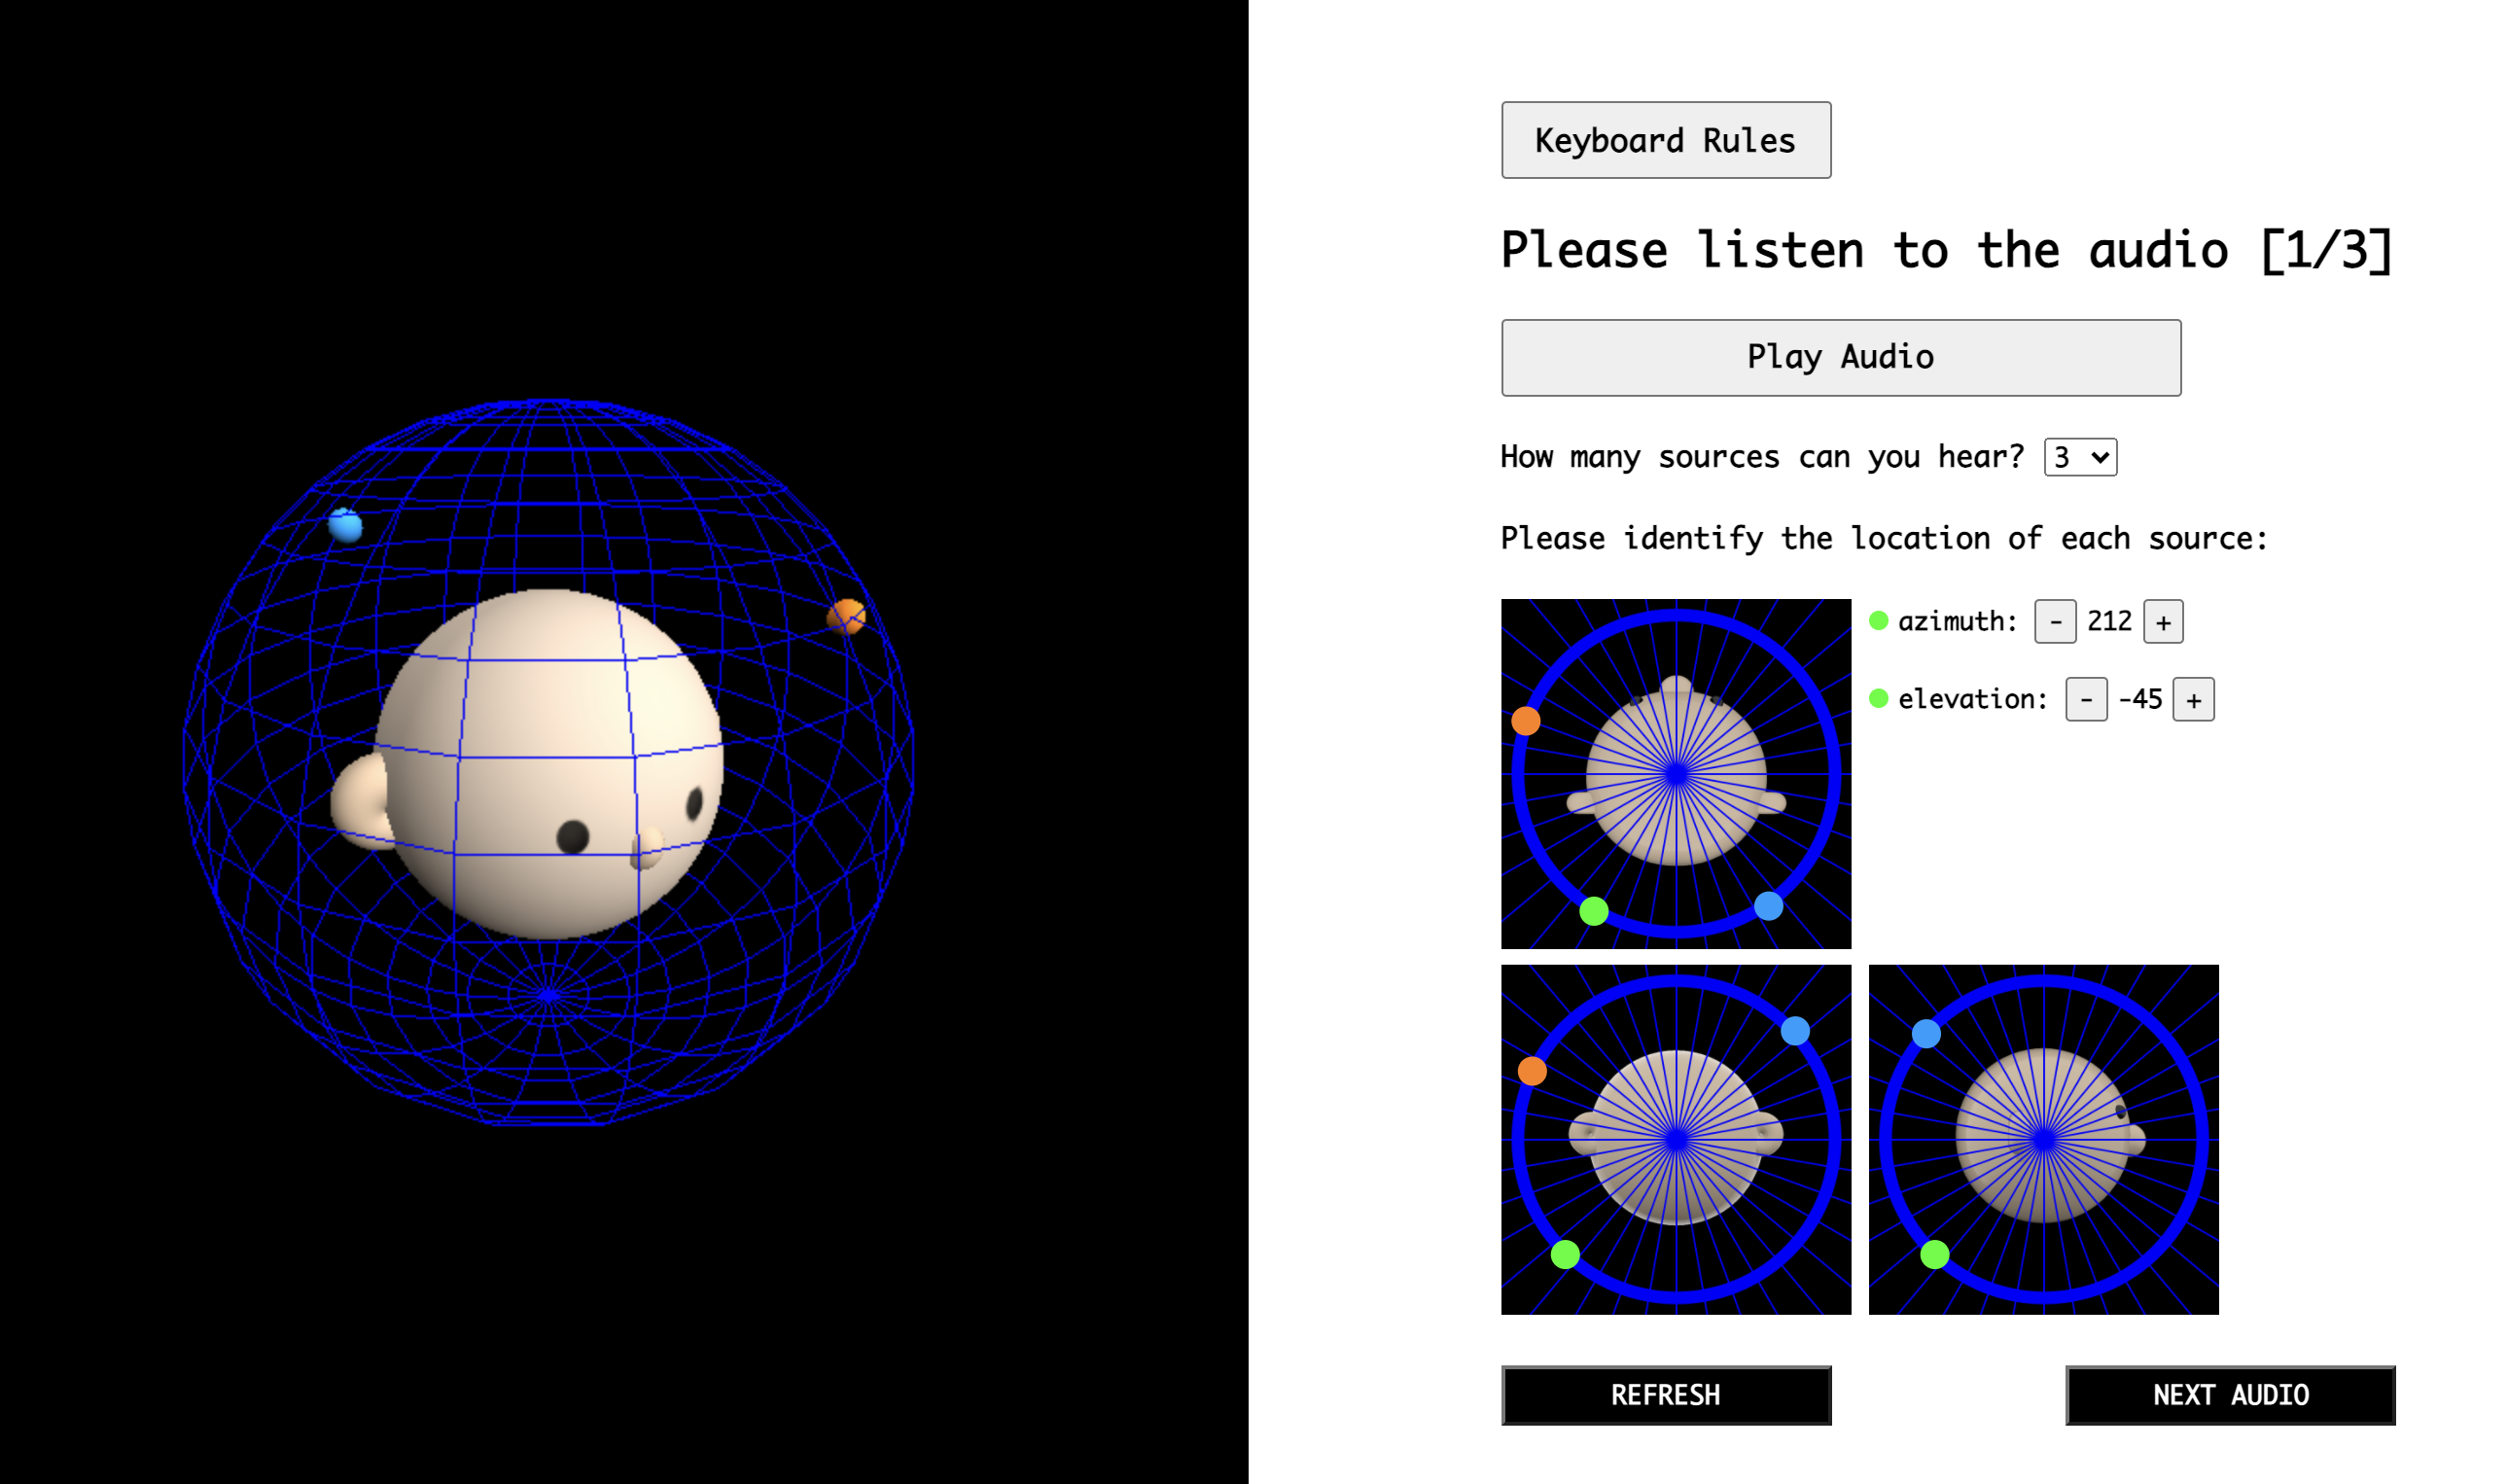 Keyboard Rules
Please listen to the audio [1/3]
Play Audio
How many sources can you hear? 3
Please identify the location of each source:
azimuth: - 212 +
elevation: - -45 +
REFRESH NEXT AUDIO